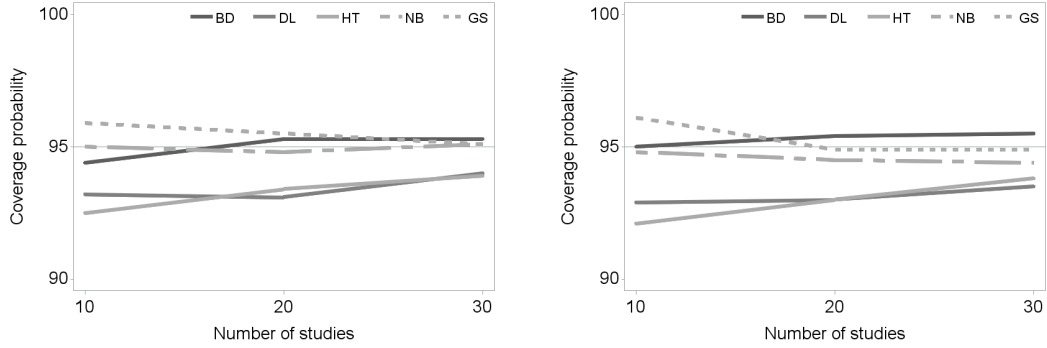 100
BD DL HT NB GS
Coverage probability
95
90
10 20 30
Number of studies
100
BD DL HT NB GS
Coverage probability
95
90
10 20 30
Number of studies